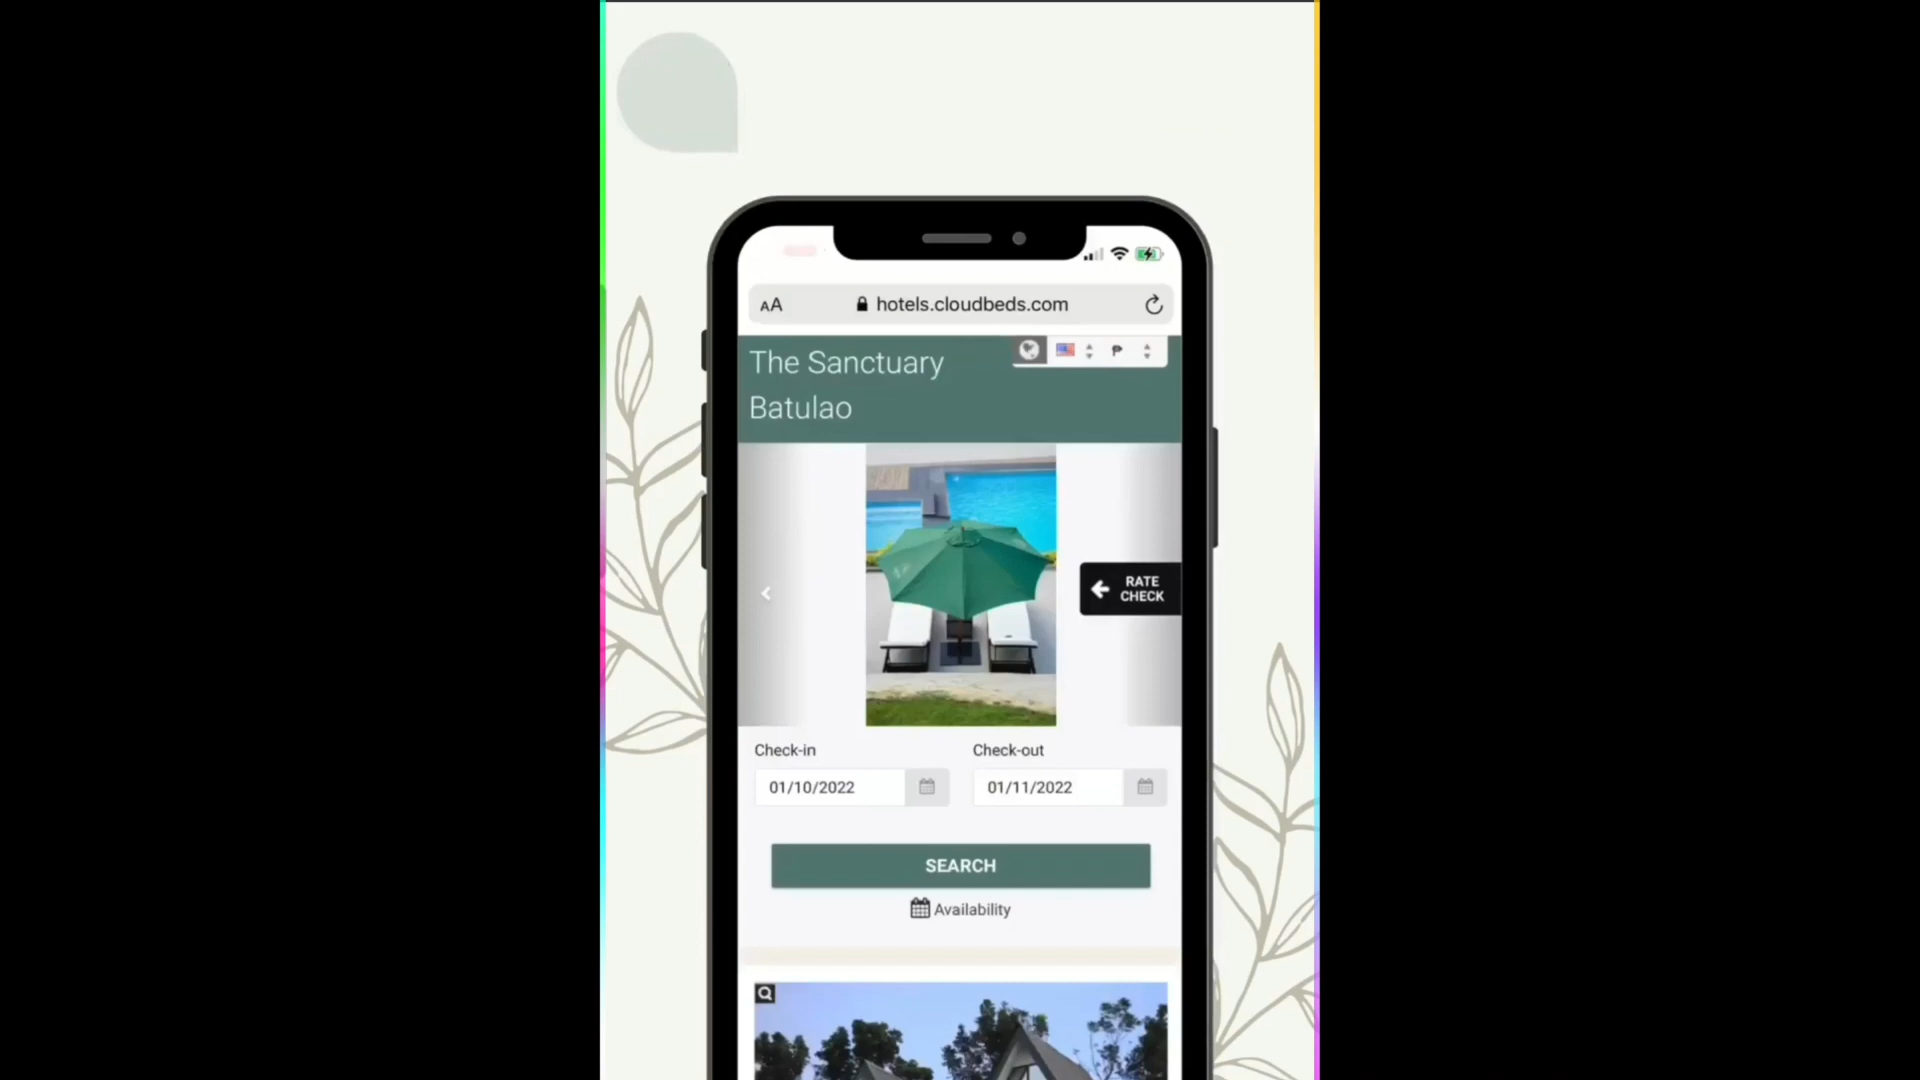 AA hotels.cloudbeds.com
The Sanctuary
Batulao
₱
RATE
CHECK
Check-in Check-out
01/10/2022 01/11/2022
SEARCH
Availability